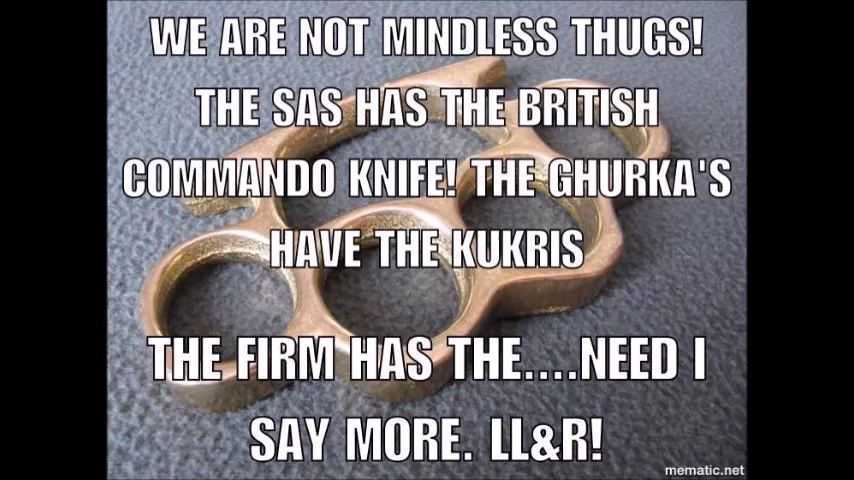 WE ARE NOT MINDLESS THUGS!
THE SAS HAS THE BRITISH
COMMANDO KNIFE! THE GHURKA'S
HAVE THE KUKRIS
THE FIRM HAS THE....NEED I
SAY MORE. LL&R!
mematic.net